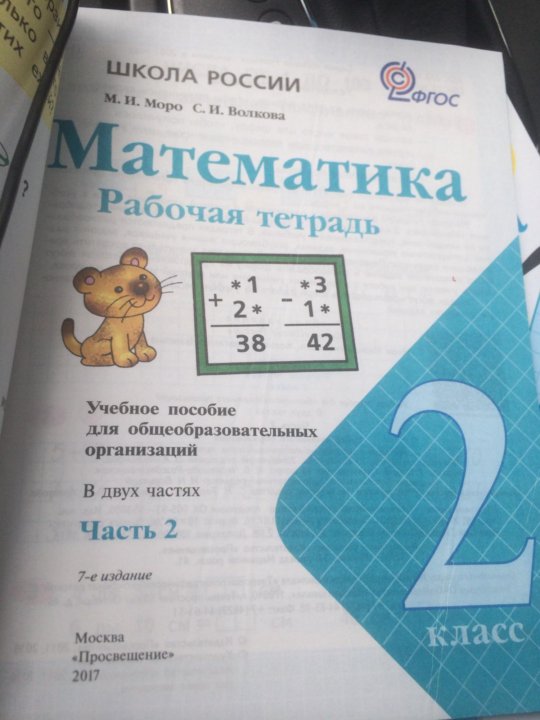 ШКОЛА РОССИИ
ФГОС
М. И. Моро С. И. Волкова
Математика
Рабочая тетрадь
+ *1
2*
38
– *3
1*
42
Учебное пособие
для общеобразовательных
организаций
В двух частях
Часть 2
7-е издание
2
класс
Москва
«Просвещение»
2017